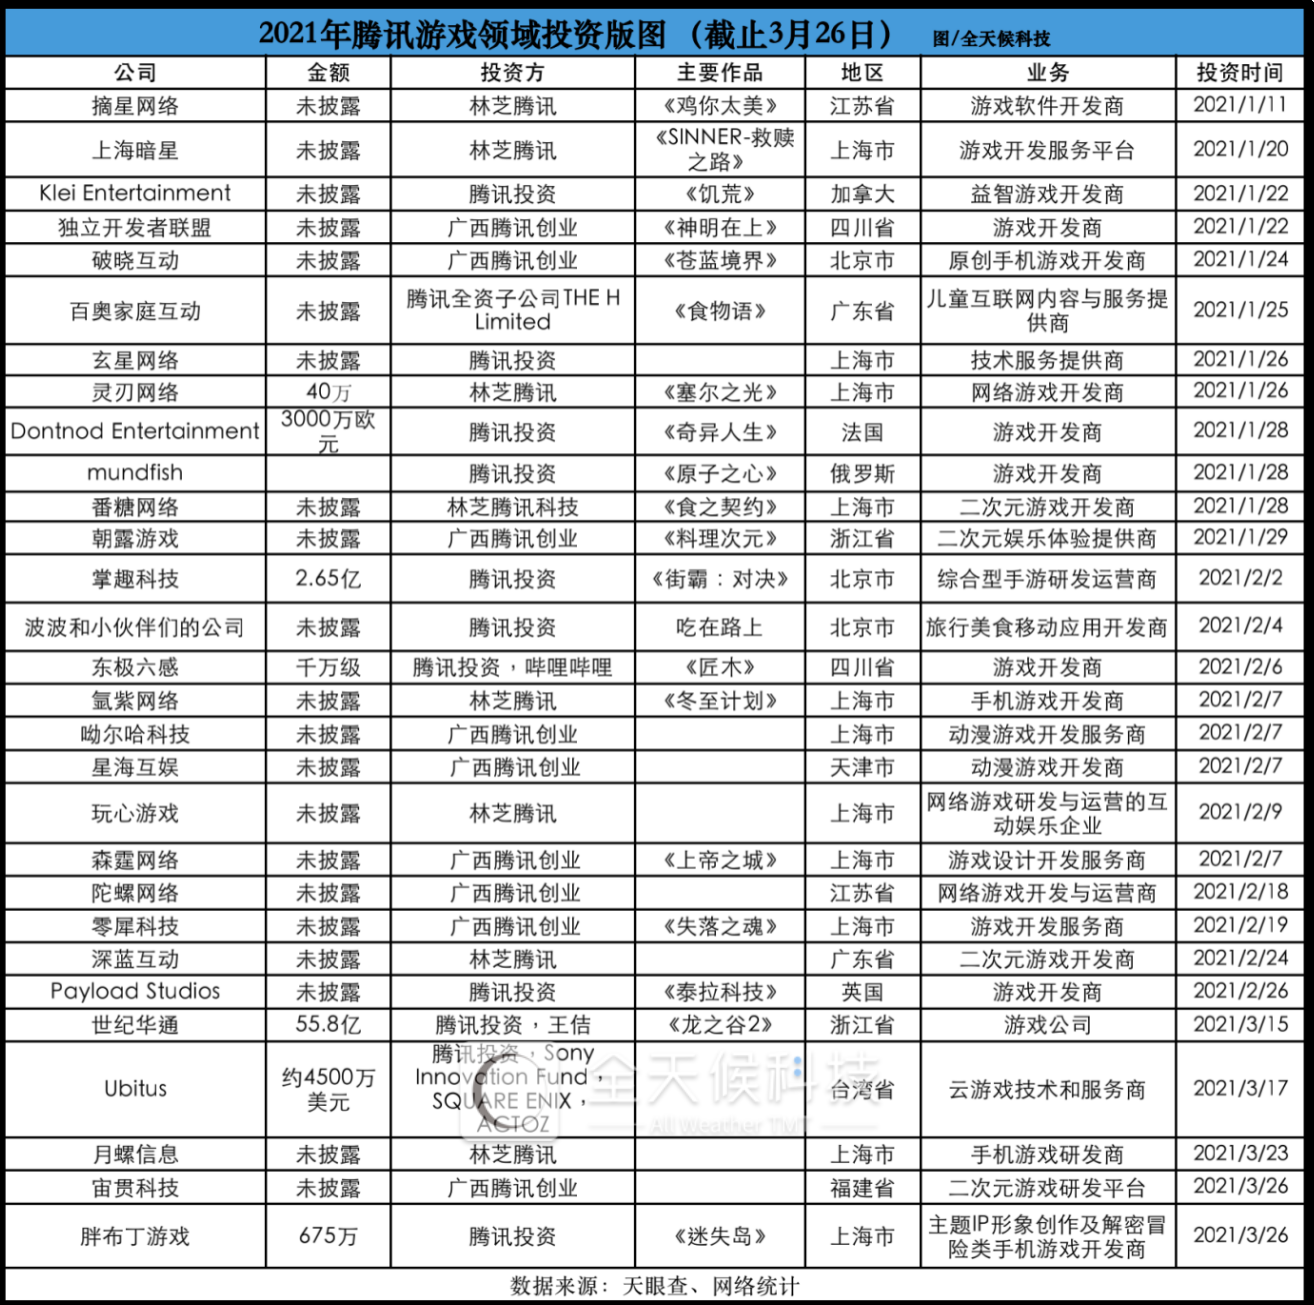 2021年腾讯游戏领域投资版图 （截止3月26日） 图/全天候科技
公司 金额 投资方 主要作品 地区 业务 投资时间
摘星网络 未披露 林芝腾讯 《鸡你太美》 江苏省 游戏软件开发商 2021/1/11
上海暗星 未披露 林芝腾讯 《SINNER-救赎之路》 上海市 游戏开发服务平台 2021/1/20
Klei Entertainment 未披露 腾讯投资 《饥荒》 加拿大 益智游戏开发商 2021/1/22
独立开发者联盟 未披露 广西腾讯创业 《神明在上》 四川省 游戏开发商 2021/1/22
破晓互动 未披露 广西腾讯创业 《苍蓝境界》 北京市 原创手机游戏开发商 2021/1/24
百奥家庭互动 未披露 腾讯全资子公司THE H Limited 《食物语》 广东省 儿童互联网内容与服务提供商 2021/1/25
玄星网络 未披露 腾讯投资 上海市 技术服务提供商 2021/1/26
灵刃网络 40万 林芝腾讯 《塞尔之光》 上海市 网络游戏开发商 2021/1/26
Dontnod Entertainment 3000万欧元 腾讯投资 《奇异人生》 法国 游戏开发商 2021/1/28
mundfish 腾讯投资 《原子之心》 俄罗斯 游戏开发商 2021/1/28
番糖网络 未披露 林芝腾讯科技 《食之契约》 上海市 二次元游戏开发商 2021/1/28
朝露游戏 未披露 广西腾讯创业 《料理次元》 浙江省 二次元娱乐体验提供商 2021/1/29
掌趣科技 2.65亿 腾讯投资 《街霸：对决》 北京市 综合型手游研发运营商 2021/2/2
波波和小伙伴们的公司 未披露 腾讯投资 吃在路上 北京市 旅行美食移动应用开发商 2021/2/4
东极六感 千万级 腾讯投资，哔哩哔哩 《匠木》 四川省 游戏开发商 2021/2/6
氩紫网络 未披露 林芝腾讯 《冬至计划》 上海市 手机游戏开发商 2021/2/7
呦尔哈科技 未披露 广西腾讯创业 上海市 动漫游戏开发服务商 2021/2/7
星海互娱 未披露 广西腾讯创业 天津市 动漫游戏开发商 2021/2/7
玩心游戏 未披露 林芝腾讯 上海市 网络游戏研发与运营的互动娱乐企业 2021/2/9
森霆网络 未披露 广西腾讯创业 《上帝之城》 上海市 游戏设计开发服务商 2021/2/7
陀螺网络 未披露 广西腾讯创业 江苏省 网络游戏开发与运营商 2021/2/18
零犀科技 未披露 广西腾讯创业 《失落之魂》 上海市 游戏开发服务商 2021/2/19
深蓝互动 未披露 林芝腾讯 广东省 二次元游戏开发商 2021/2/24
Payload Studios 未披露 腾讯投资 《泰拉科技》 英国 游戏开发商 2021/2/26
世纪华通 55.8亿 腾讯投资，王佶 《龙之谷2》 浙江省 游戏公司 2021/3/15
Ubitus 约4500万美元 腾讯投资，Sony Innovation Fund，SQUARE ENIX，ACTOZ 台湾省 云游戏技术和服务商 2021/3/17
全天候科技
All Weather TMT
月螺信息 未披露 林芝腾讯 上海市 手机游戏研发商 2021/3/23
宙贯科技 未披露 广西腾讯创业 福建省 二次元游戏研发平台 2021/3/26
胖布丁游戏 675万 腾讯投资 《迷失岛》 上海市 主题IP形象创作及解密冒险类手机游戏开发商 2021/3/26
数据来源：天眼查、网络统计